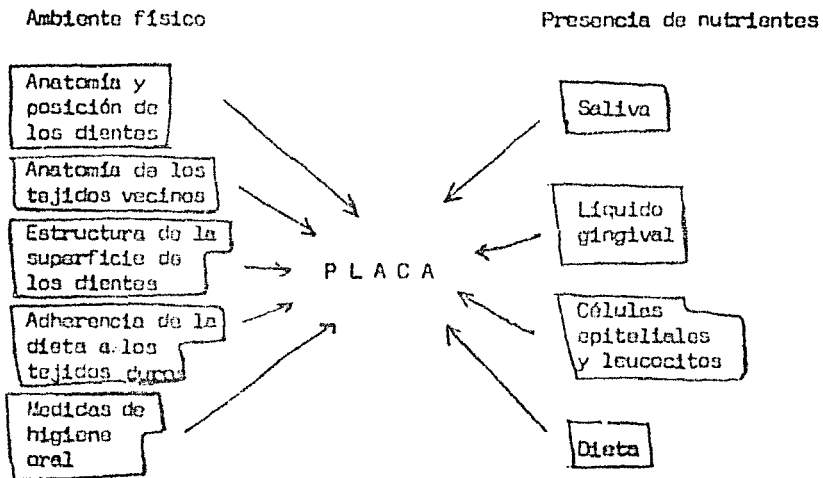 Ambiente físico
Presencia de nutrientes
Anatomía y
posición de
los dientes
Anatomía de los
tejidos vecinos
Estructura de la
superficie de
los dientes
Adherencia de la
dieta a los
tejidos duros
Medidas de
higiene
oral
PLACA
Saliva
Líquido
gingival
Células
epiteliales
y leucocitos
Dieta